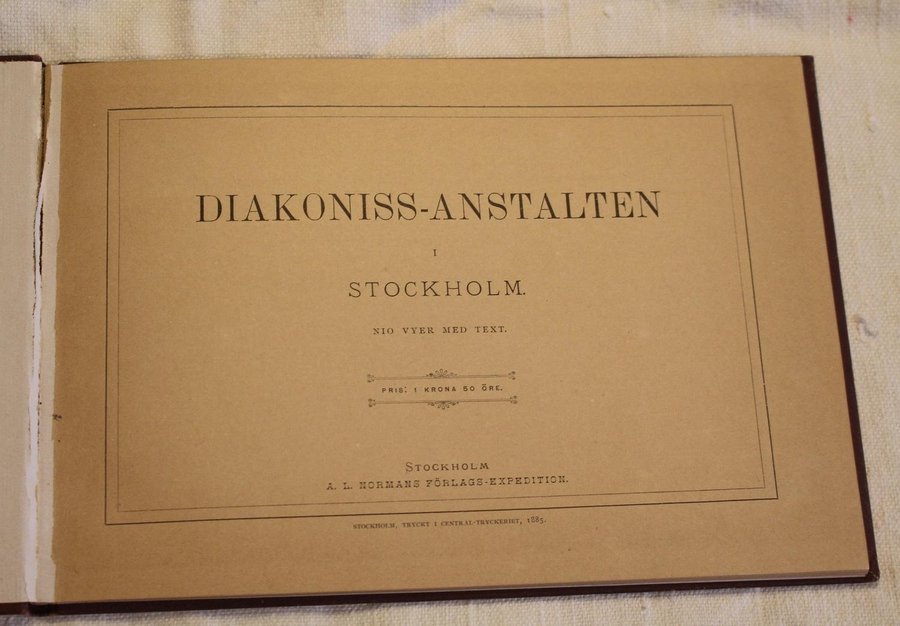 DIAKONISS-ANSTALTEN
I
STOCKHOLM.
NIO VYER MED TEXT.
PRIS: 1 KRONA 50 ÖRE.
STOCKHOLM
A. L. NORMANS FÖRLAGS-EXPEDITION.
STOCKHOLM, TRYCKT I CENTRAL-TRYCKERIET, 1885.